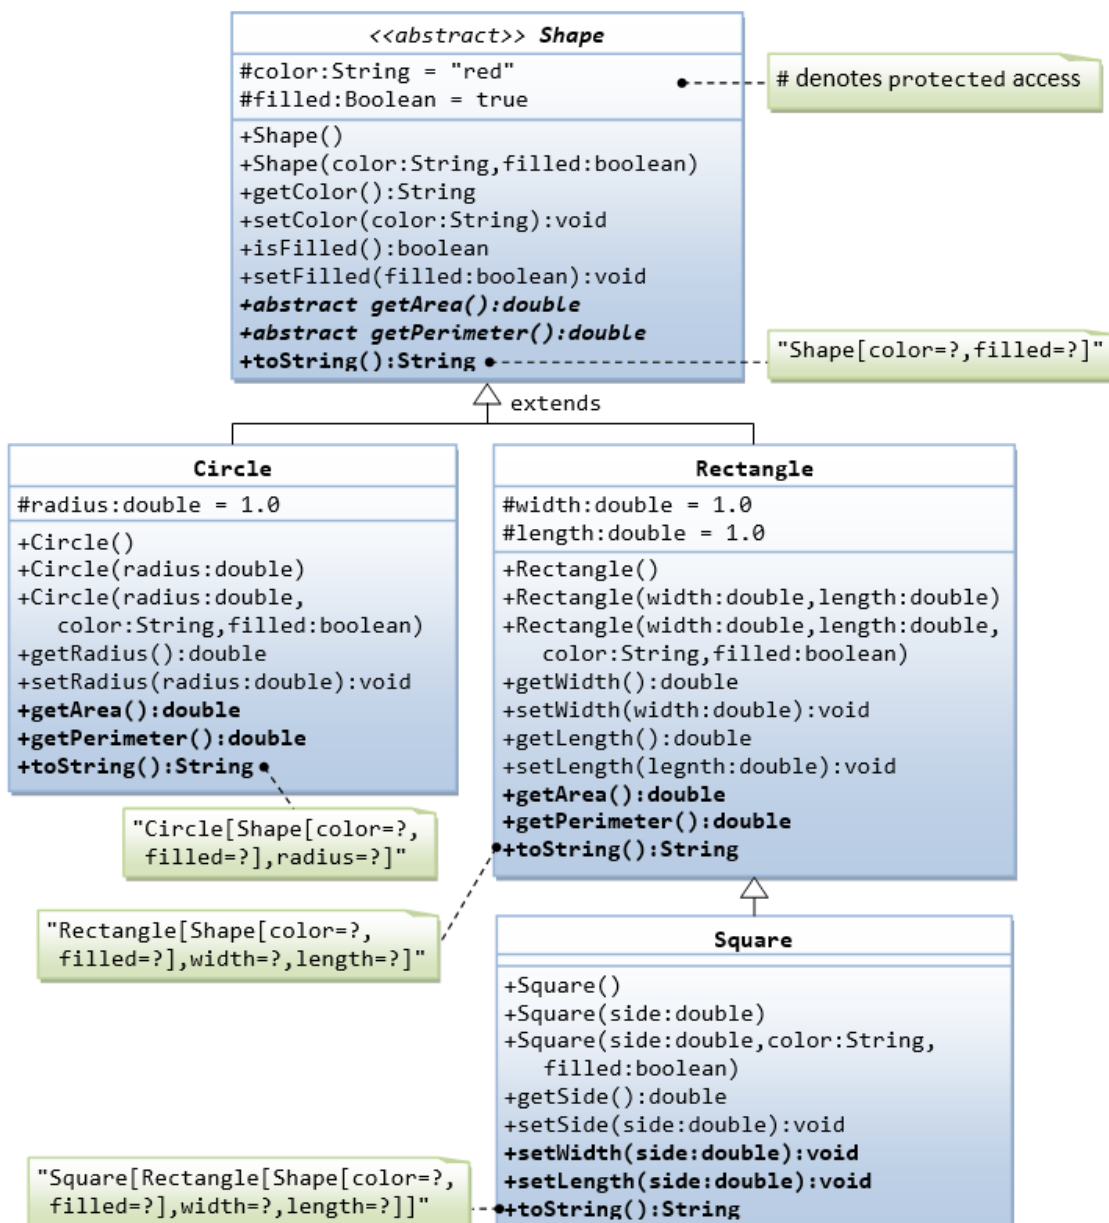 <<abstract>> Shape
#color:String = "red"
#filled:Boolean = true
# denotes protected access
+Shape()
+Shape(color:String,filled:boolean)
+getColor():String
+setColor(color:String):void
+isFilled():boolean
+setFilled(filled:boolean):void
+abstract getArea():double
+abstract getPerimeter():double
+toString():String
"Shape[color=?,filled=?]"
extends
Circle
#radius:double = 1.0
+Circle()
+Circle(radius:double)
+Circle(radius:double,
color:String,filled:boolean)
+getRadius():double
+setRadius(radius:double):void
+getArea():double
+getPerimeter():double
+toString():String
"Circle[Shape[color=?,
filled=?],radius=?]"
Rectangle
#width:double = 1.0
#length:double = 1.0
+Rectangle()
+Rectangle(width:double,length:double)
+Rectangle(width:double,length:double,
color:String,filled:boolean)
+getWidth():double
+setWidth(width:double):void
+getLength():double
+setLength(legnth:double):void
+getArea():double
+getPerimeter():double
+toString():String
"Rectangle[Shape[color=?,
filled=?],width=?,length=?]"
Square
+Square()
+Square(side:double)
+Square(side:double,color:String,
filled:boolean)
+getSide():double
+setSide(side:double):void
+setWidth(side:double):void
+setLength(side:double):void
+toString():String
"Square[Rectangle[Shape[color=?,
filled=?],width=?,length=?]]"